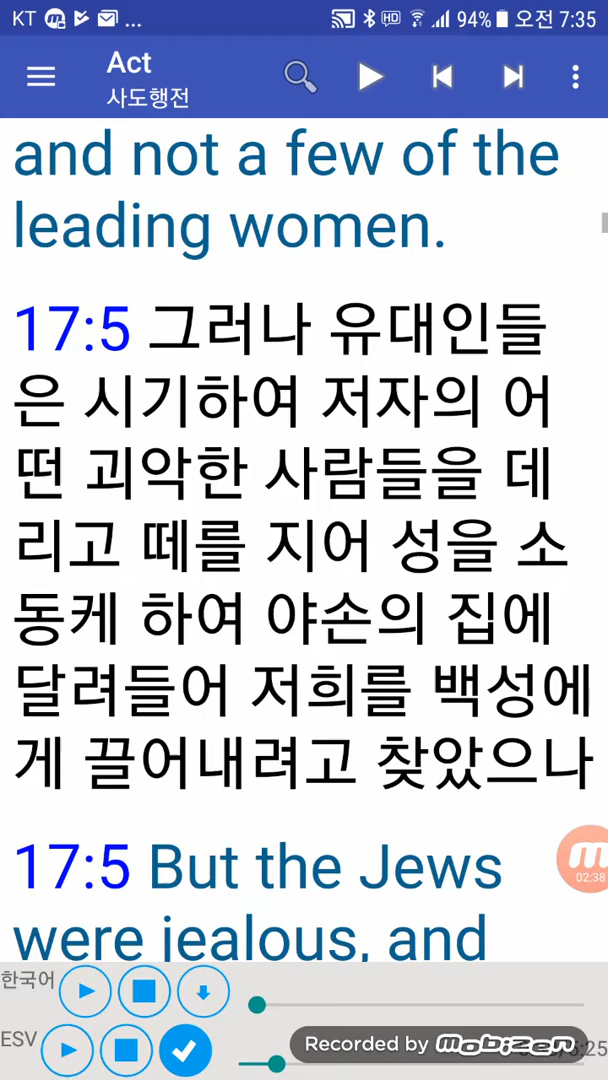 KT ... HD 94% 오전 7:35
Act
사도행전
and not a few of the
leading women.
17:5 그러나 유대인들
은 시기하여 저자의 어
떤 괴악한 사람들을 데
리고 떼를 지어 성을 소
동케 하여 야손의 집에
달려들어 저희를 백성에
게 끌어내려고 찾았으나
17:5 But the Jews
were jealous, and
02:38
한국어
ESV
Recorded by mobizen